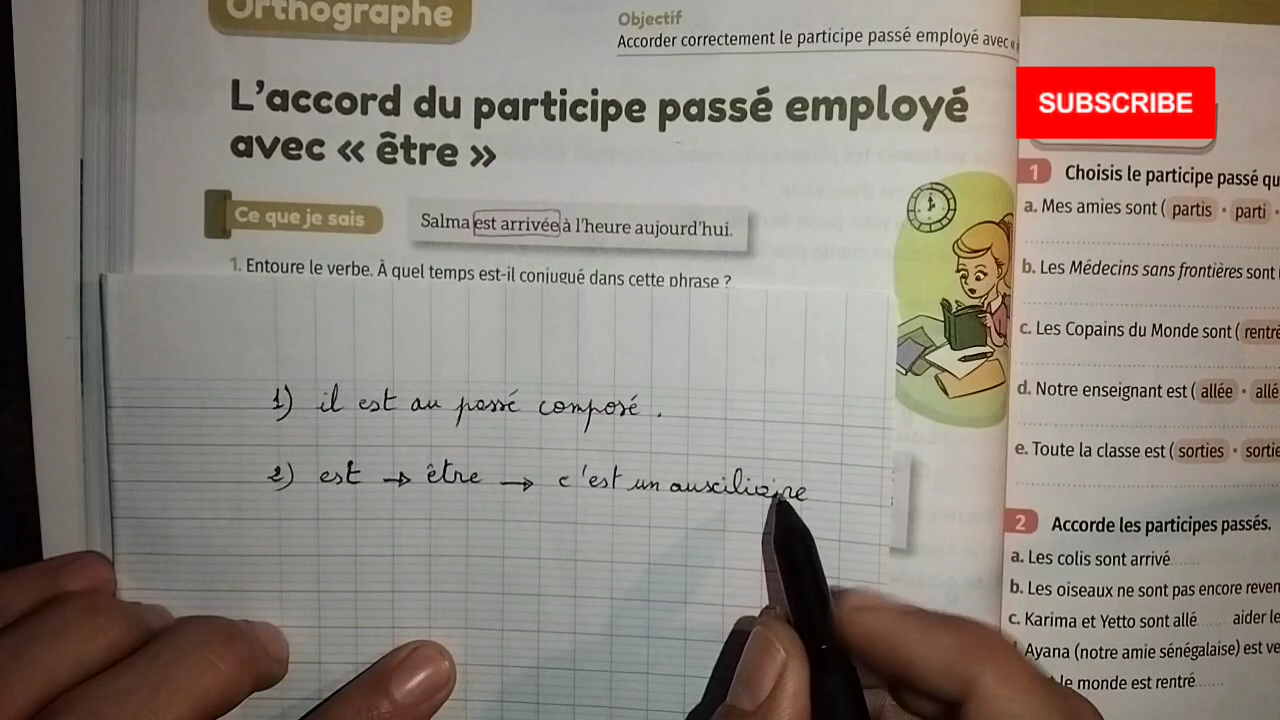 Orthographe
Objectif
Accorder correctement le participe passé employé avec «
L'accord du participe passé employé
avec « être »
Ce que je sais
Salma est arrivée à l'heure aujourd'hui.
1. Entoure le verbe. À quel temps est-il conjugué dans cette phrase ?
1) il est au passé composé.
2) est → être → c'est un auxciliaire
SUBSCRIBE
1 Choisis le participe passé qu
a. Mes amies sont ( partis • parti •
b. Les Médecins sans frontières sont (
c. Les Copains du Monde sont ( rentré
d. Notre enseignant est ( allée • allé
e. Toute la classe est ( sorties • sortie
2 Accorde les participes passés.
a. Les colis sont arrivé......
b. Les oiseaux ne sont pas encore reven
c. Karima et Yetto sont allé...... aider le
Ayana (notre amie sénégalaise) est ve
le monde est rentré......